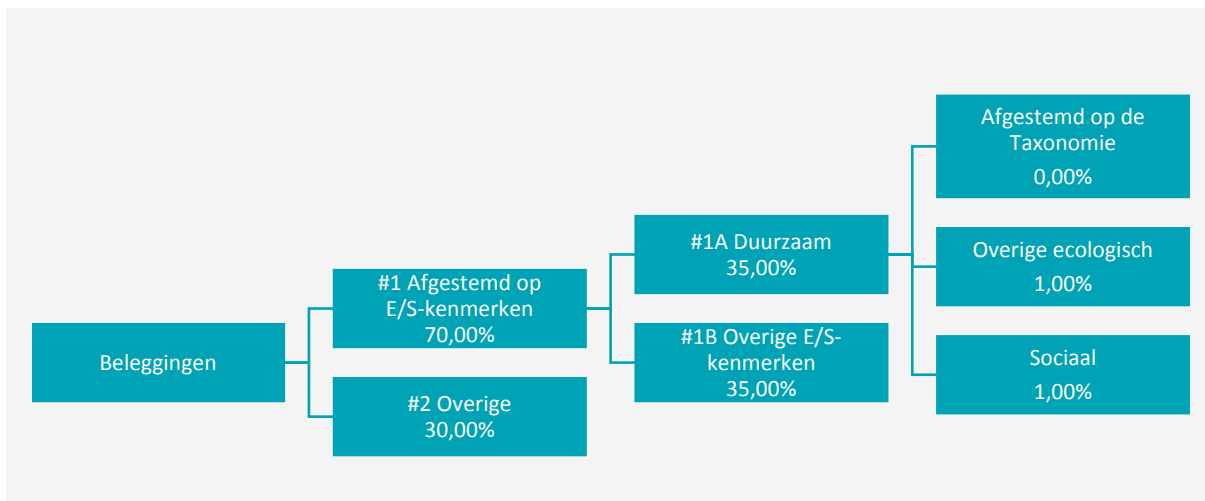 Beleggingen
#1 Afgestemd op
E/S-kenmerken
70,00%
#2 Overige
30,00%
#1A Duurzaam
35,00%
#1B Overige E/S-
kenmerken
35,00%
Afgestemd op de
Taxonomie
0,00%
Overige ecologisch
1,00%
Sociaal
1,00%